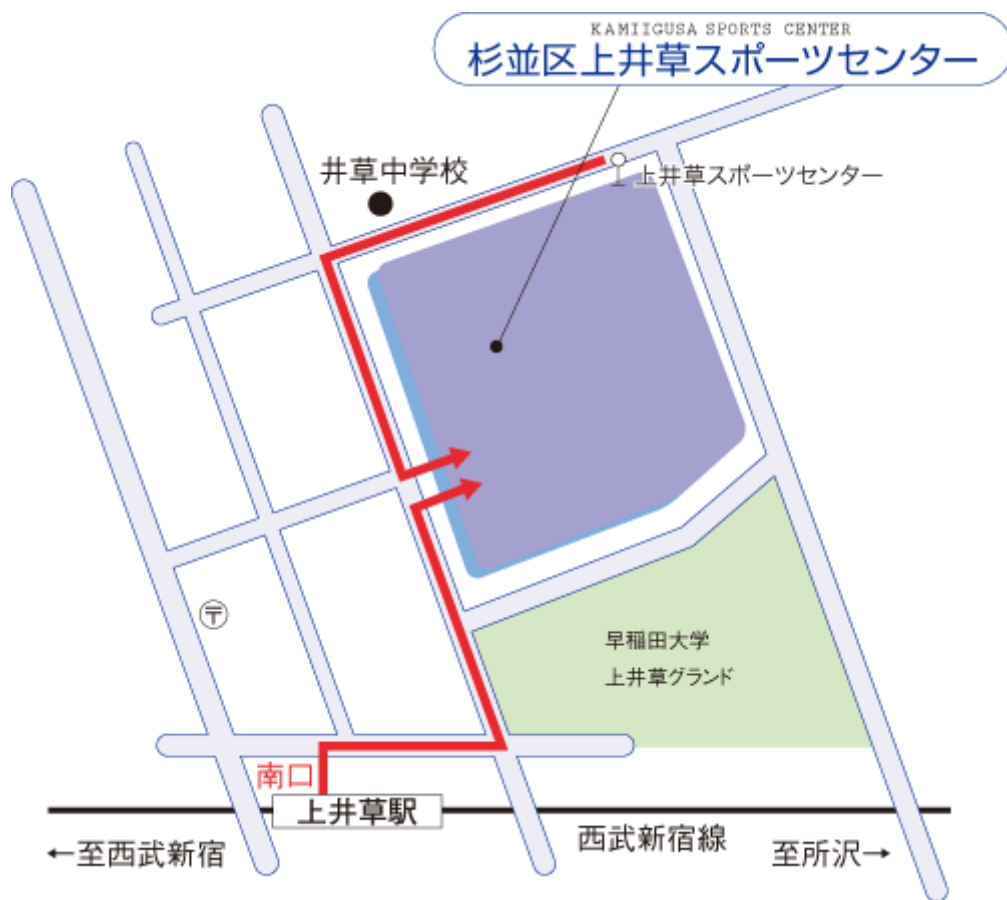 KAMIIGUSA SPORTS CENTER
杉並区上井草スポーツセンター
井草中学校
上井草スポーツセンター
〒
早稲田大学
上井草グランド
南口
上井草駅
西武新宿線
←至西武新宿
至所沢→